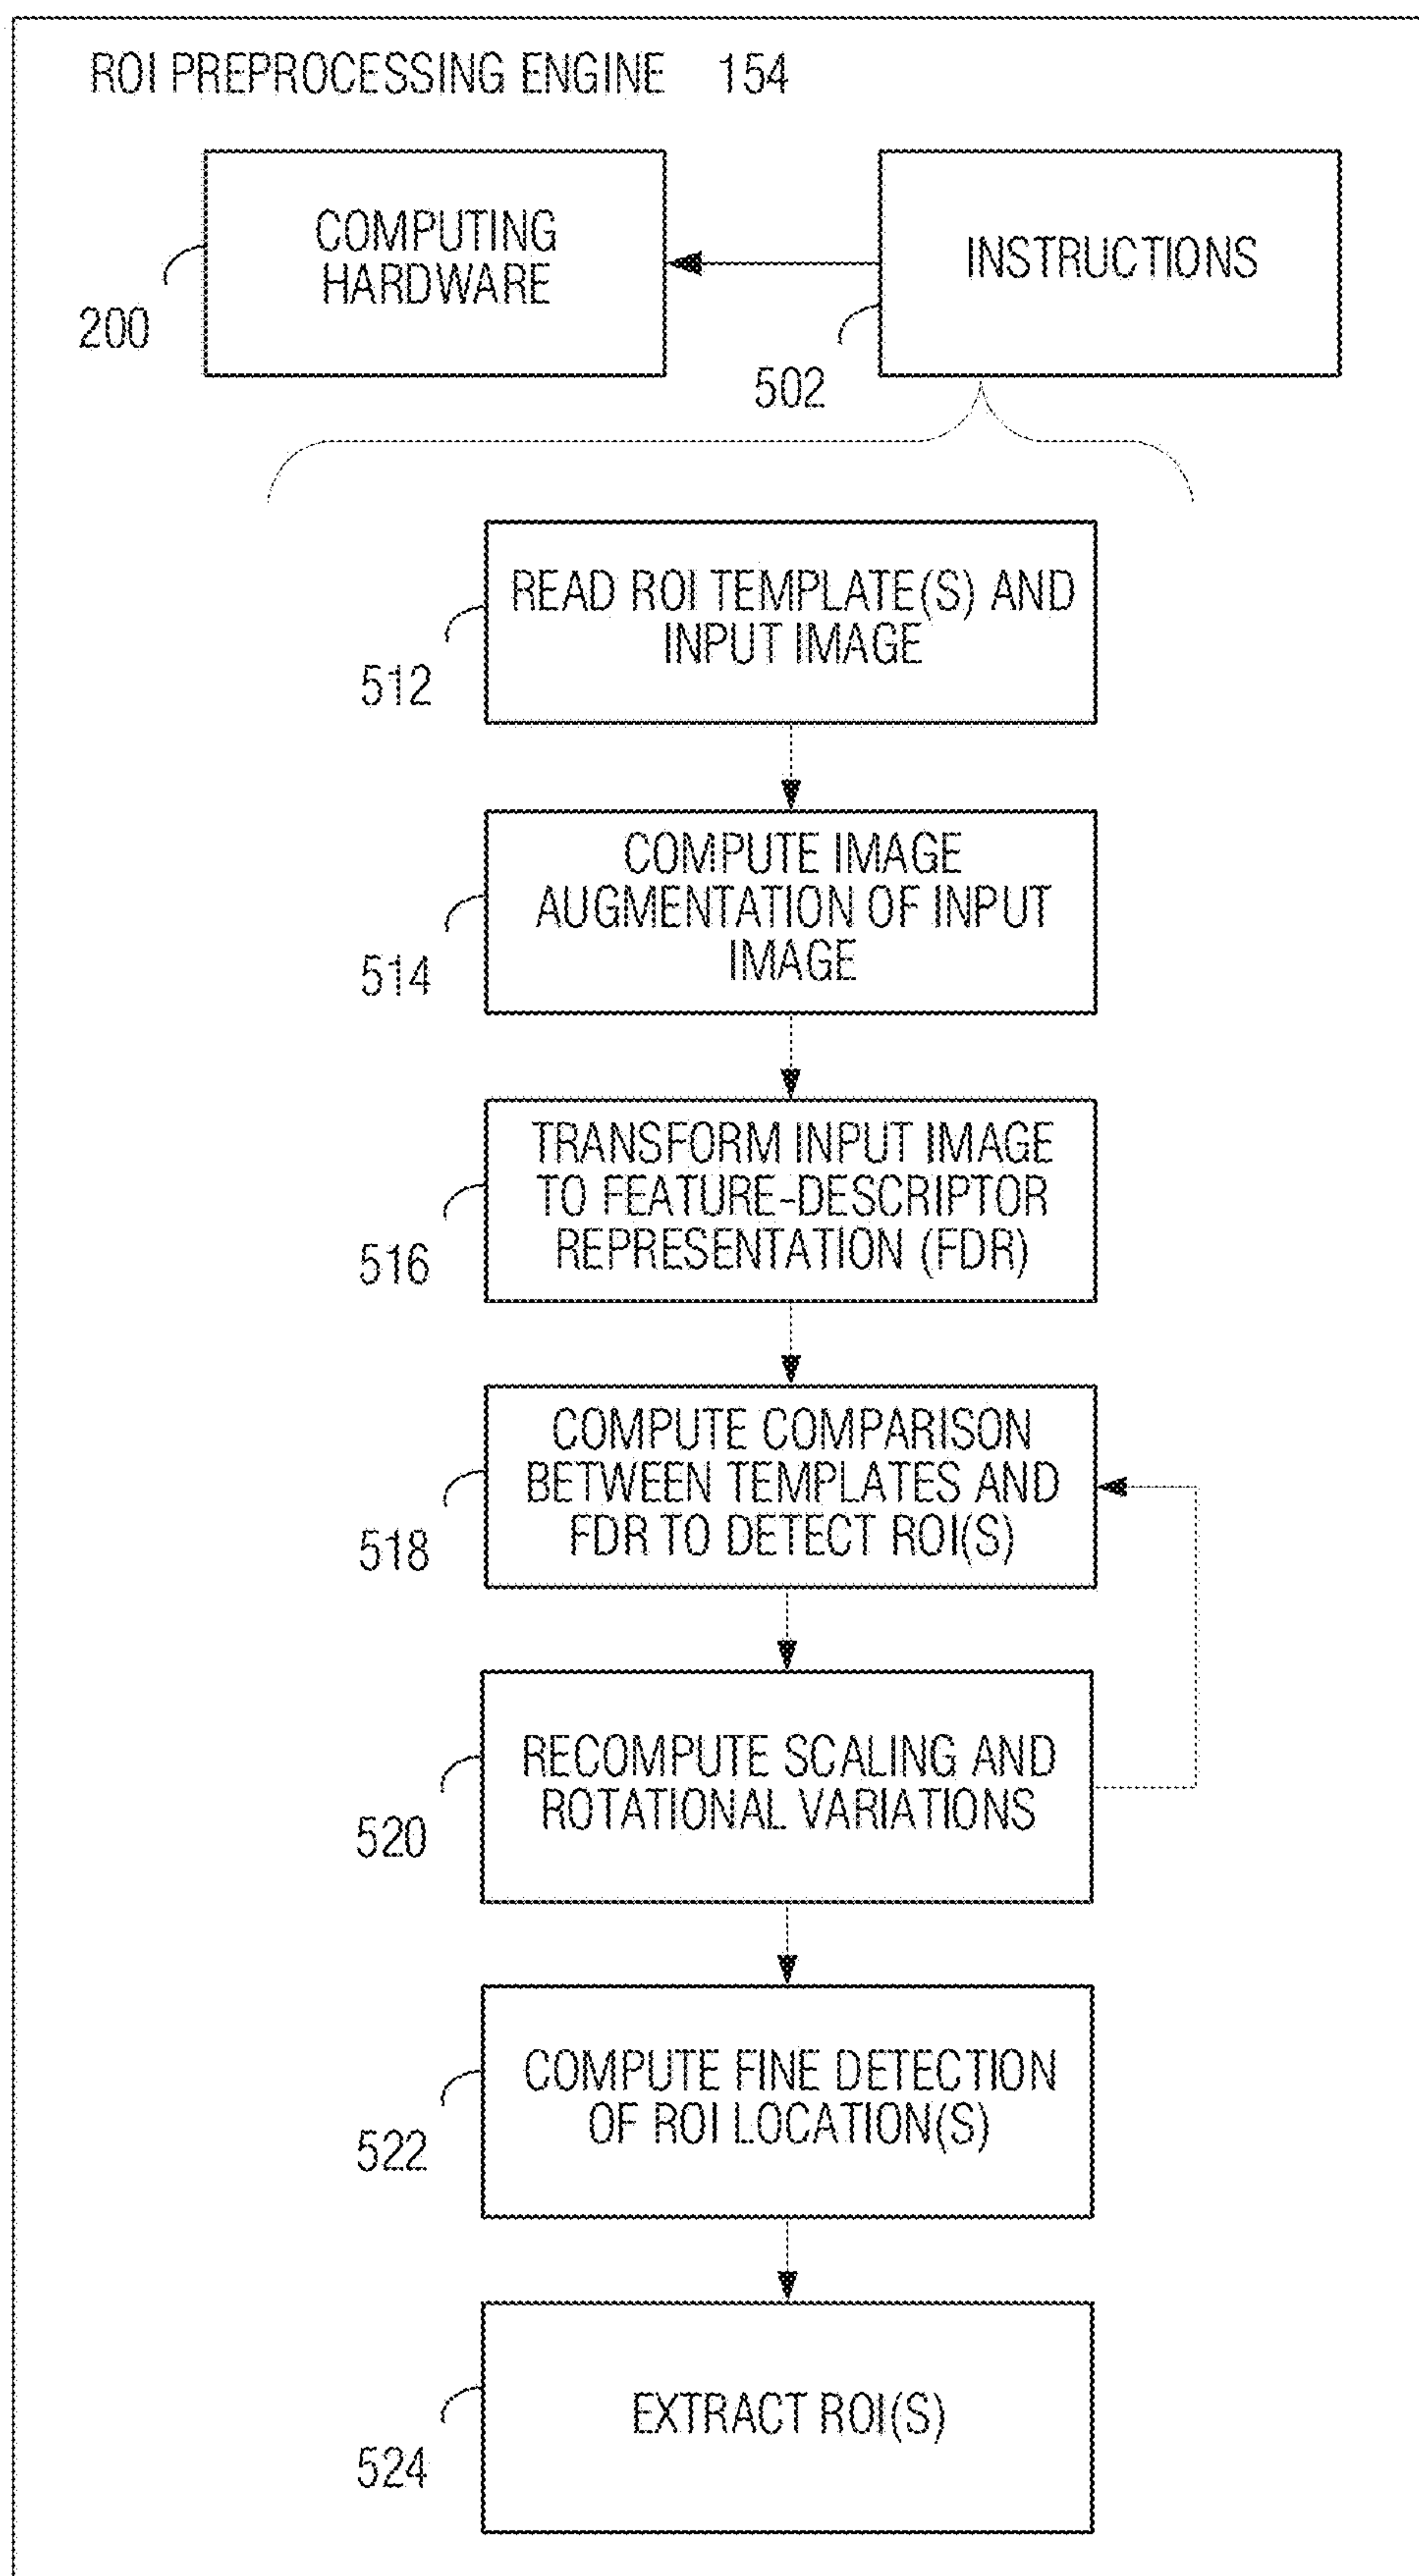 ROI PREPROCESSING ENGINE 154
COMPUTING
HARDWARE
200
INSTRUCTIONS
502
READ ROI TEMPLATE(S) AND
INPUT IMAGE
512
COMPUTE IMAGE
AUGMENTATION OF INPUT
IMAGE
514
TRANSFORM INPUT IMAGE
TO FEATURE-DESCRIPTOR
REPRESENTATION (FDR)
516
COMPUTE COMPARISON
BETWEEN TEMPLATES AND
FDR TO DETECT ROI(S)
518
RECOMPUTE SCALING AND
ROTATIONAL VARIATIONS
520
COMPUTE FINE DETECTION
OF ROI LOCATION(S)
522
EXTRACT ROI(S)
524